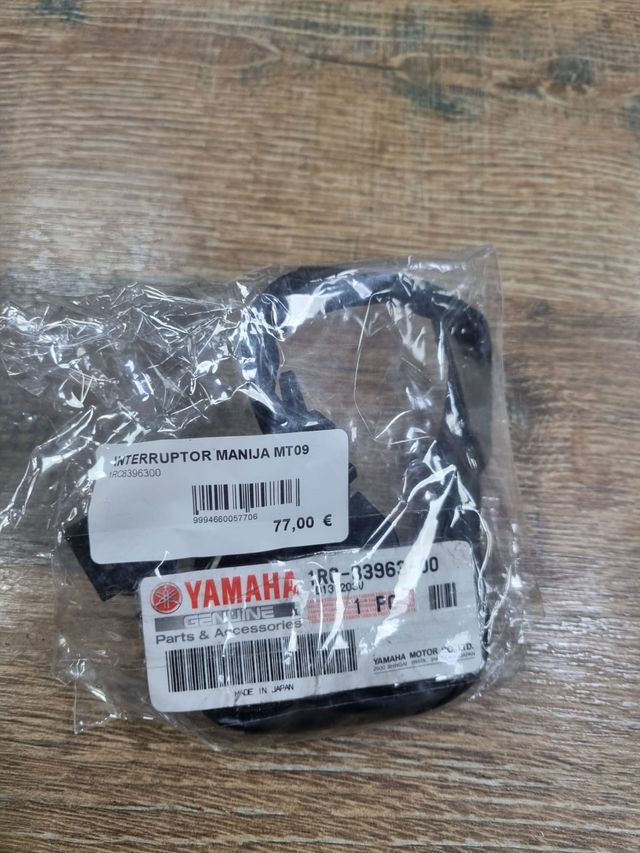 INTERRUPTOR MANIJA MT09
1RC8396300
9994660057706
77,00 €
YAMAHA
GENUINE
Parts & Accessories
1 PC
MADE IN JAPAN
YAMAHA MOTOR CO., LTD.